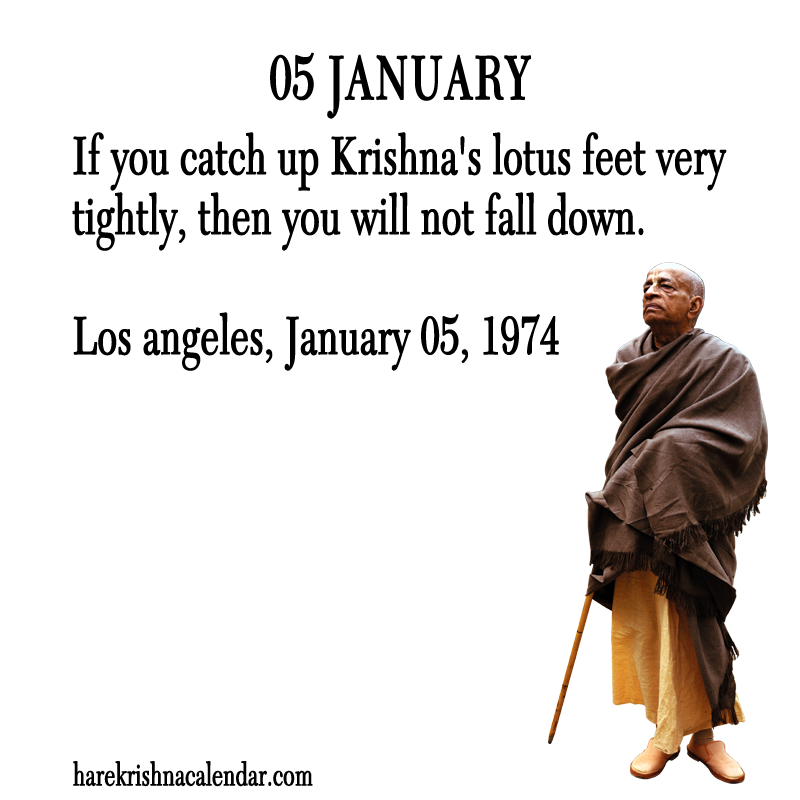 05 JANUARY
If you catch up Krishna's lotus feet very
tightly, then you will not fall down.
Los angeles, January 05, 1974
harekrishnacalendar.com